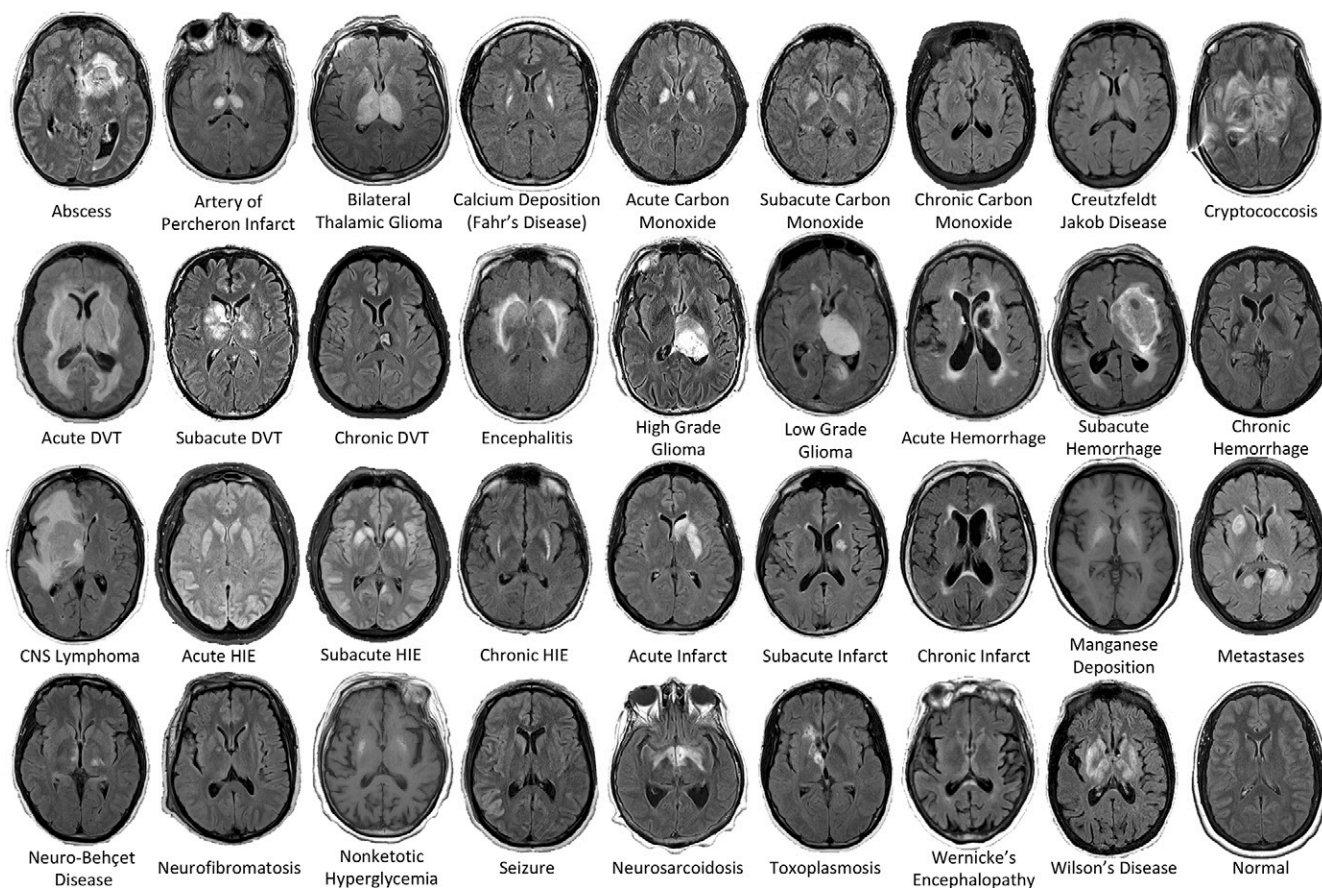 Abscess
Artery of
Percheron Infarct
Bilateral
Thalamic Glioma
Calcium Deposition
(Fahr's Disease)
Acute Carbon
Monoxide
Subacute Carbon
Monoxide
Chronic Carbon
Monoxide
Creutzfeldt
Jakob Disease
Cryptococcosis
Acute DVT
Subacute DVT
Chronic DVT
Encephalitis
High Grade
Glioma
Low Grade
Glioma
Acute Hemorrhage
Subacute
Hemorrhage
Chronic
Hemorrhage
CNS Lymphoma
Acute HIE
Subacute HIE
Chronic HIE
Acute Infarct
Subacute Infarct
Chronic Infarct
Manganese
Deposition
Metastases
Neuro-Behçet
Disease
Neurofibromatosis
Nonketotic
Hyperglycemia
Seizure
Neurosarcoidosis
Toxoplasmosis
Wernicke's
Encephalopathy
Wilson's Disease
Normal